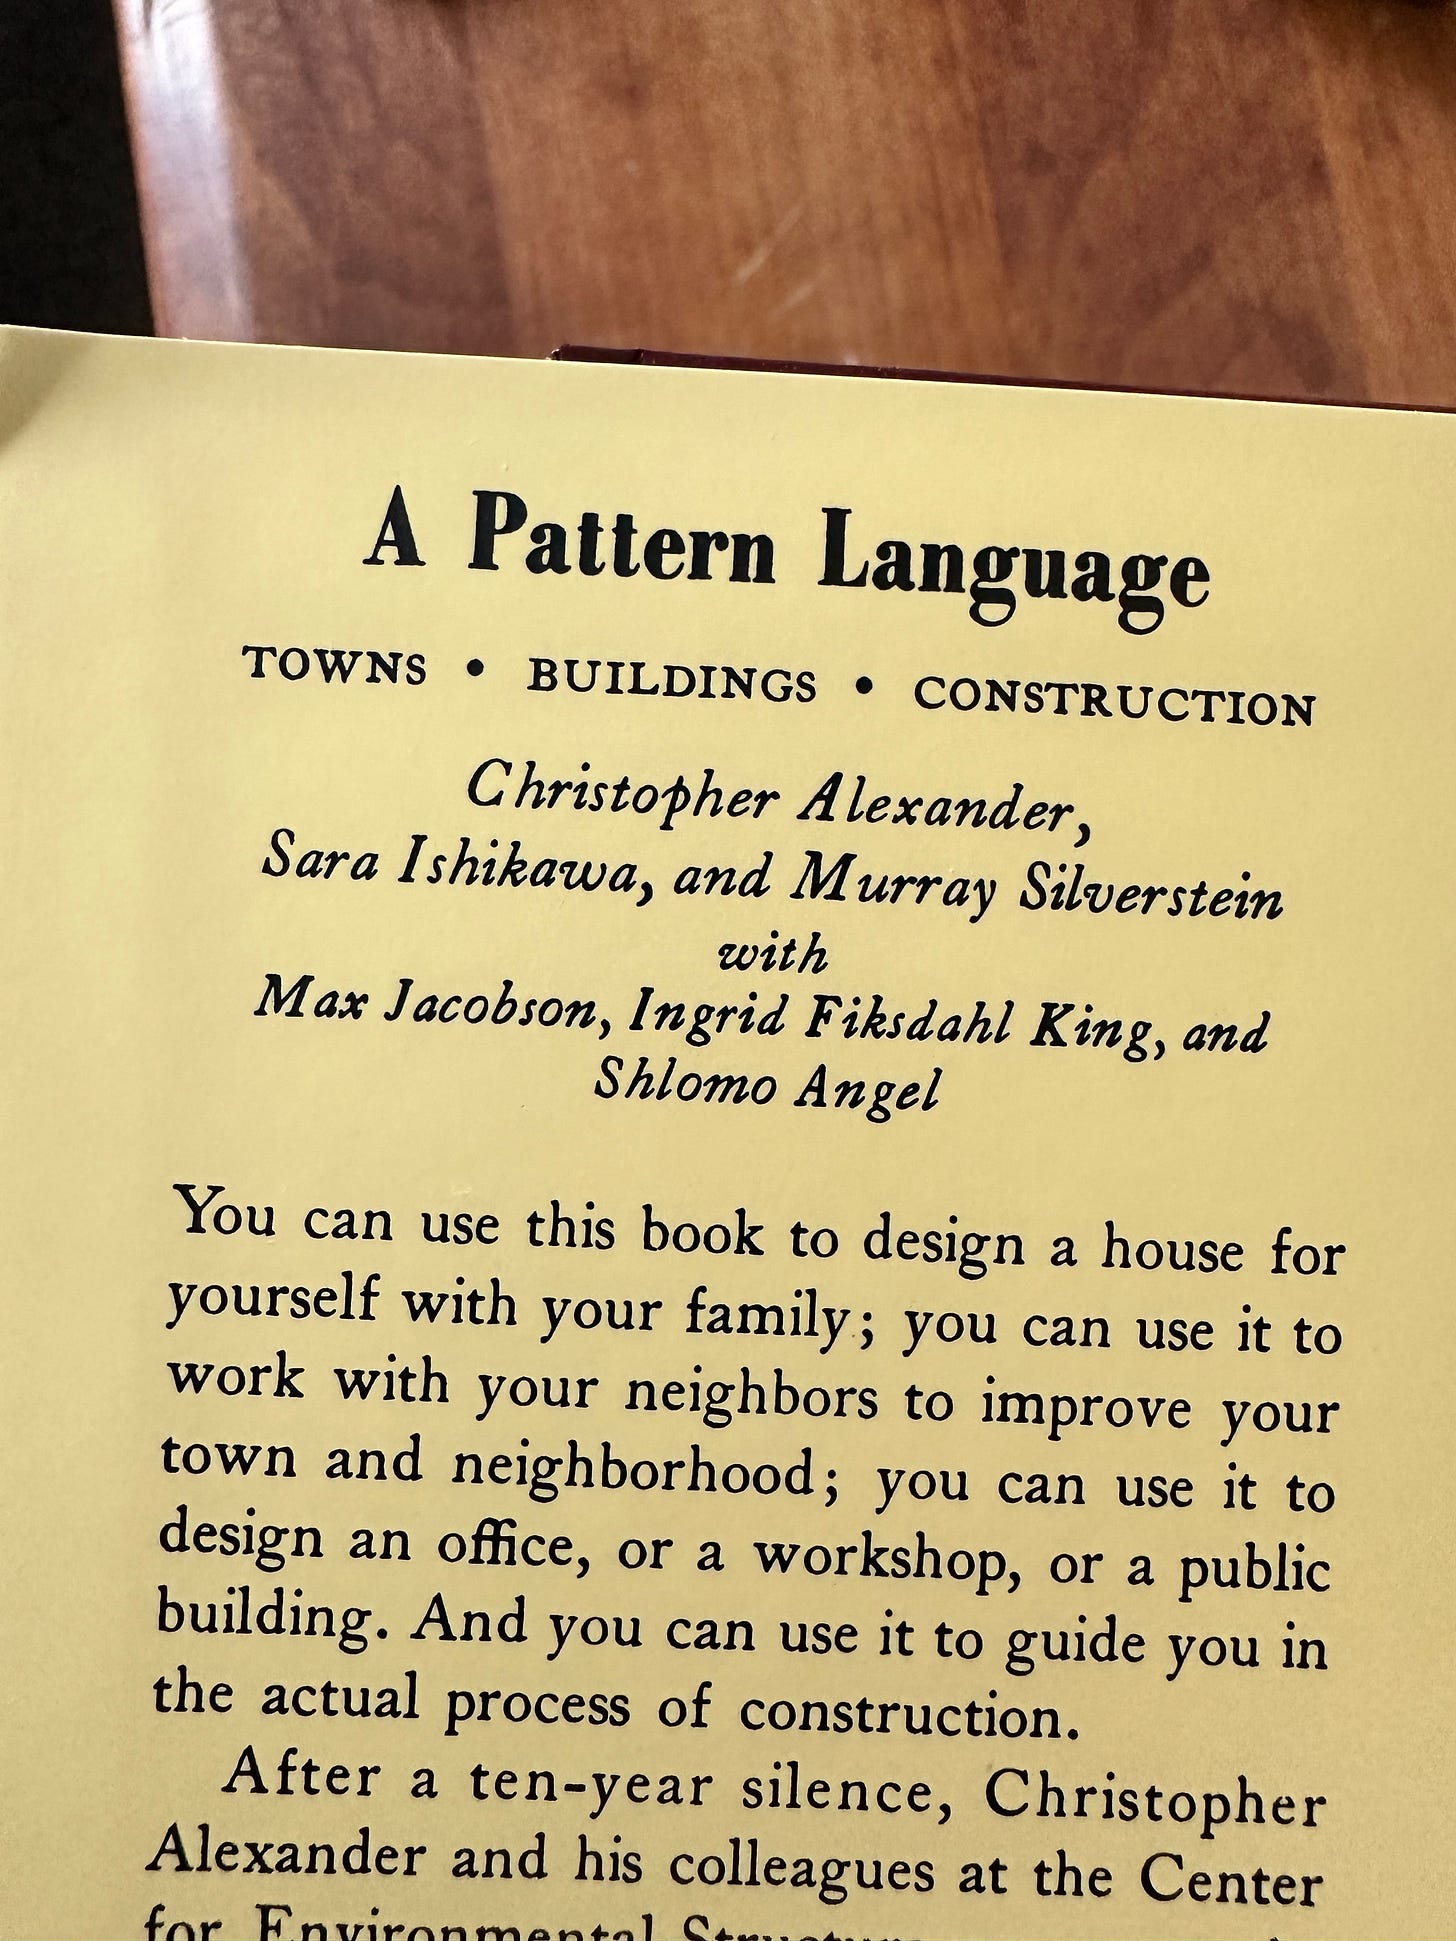 A Pattern Language
TOWNS • BUILDINGS • CONSTRUCTION
Christopher Alexander,
Sara Ishikawa, and Murray Silverstein
with
Max Jacobson, Ingrid Fiksdahl King, and
Shlomo Angel
You can use this book to design a house for
yourself with your family; you can use it to
work with your neighbors to improve your
town and neighborhood; you can use it to
design an office, or a workshop, or a public
building. And you can use it to guide you in
the actual process of construction.
After a ten-year silence, Christopher
Alexander and his colleagues at the Center
for Environmental Structure